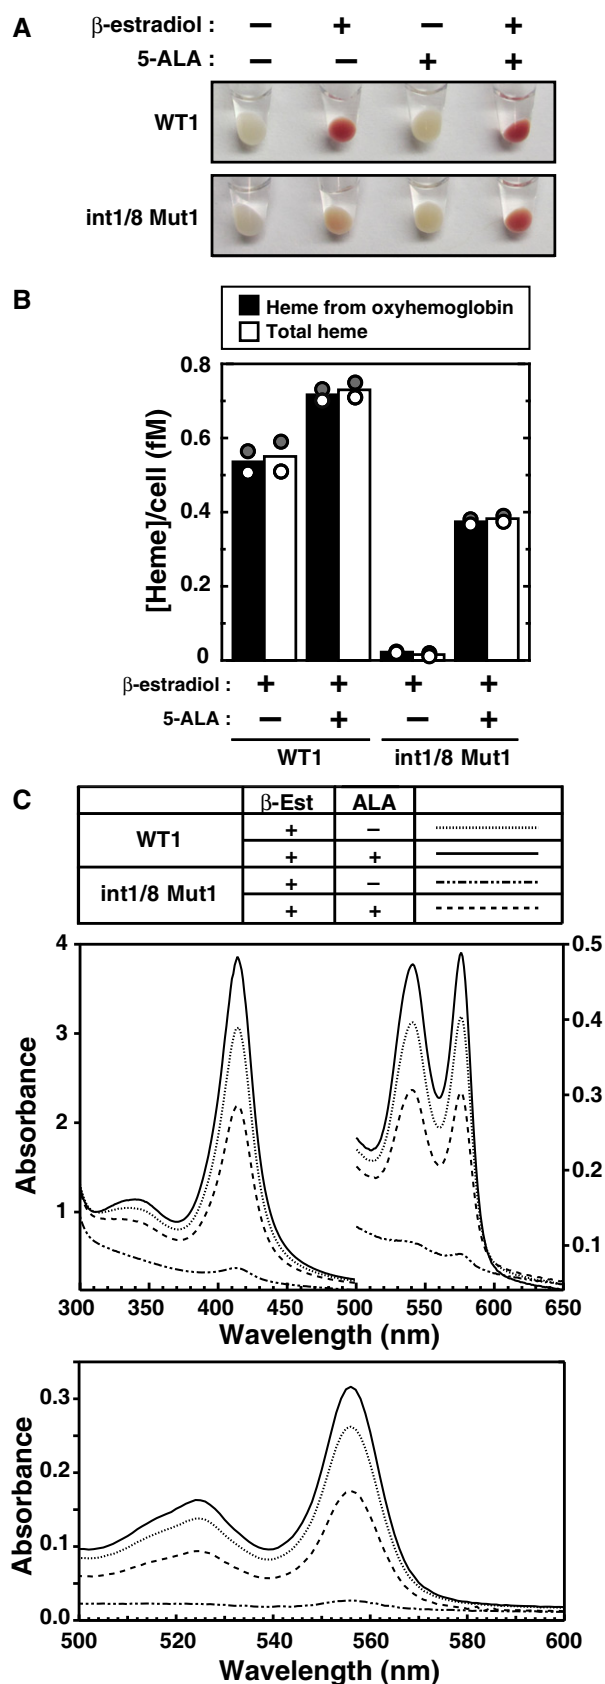 A
β-estradiol : − + − +
5-ALA : − − + +
WT1
int1/8 Mut1
B
Heme from oxyhemoglobin
Total heme
[Heme]/cell (fM)
0.8
0.6
0.4
0.2
0
β-estradiol : + + + +
5-ALA : − + − +
WT1 int1/8 Mut1
C
β-Est ALA
WT1 + −
+ +
int1/8 Mut1 + −
+ +
Absorbance
4
3
2
1
0.5
0.4
0.3
0.2
0.1
300 350 400 450 500 550 600 650
Wavelength (nm)
Absorbance
0.3
0.2
0.1
0.0
500 520 540 560 580 600
Wavelength (nm)